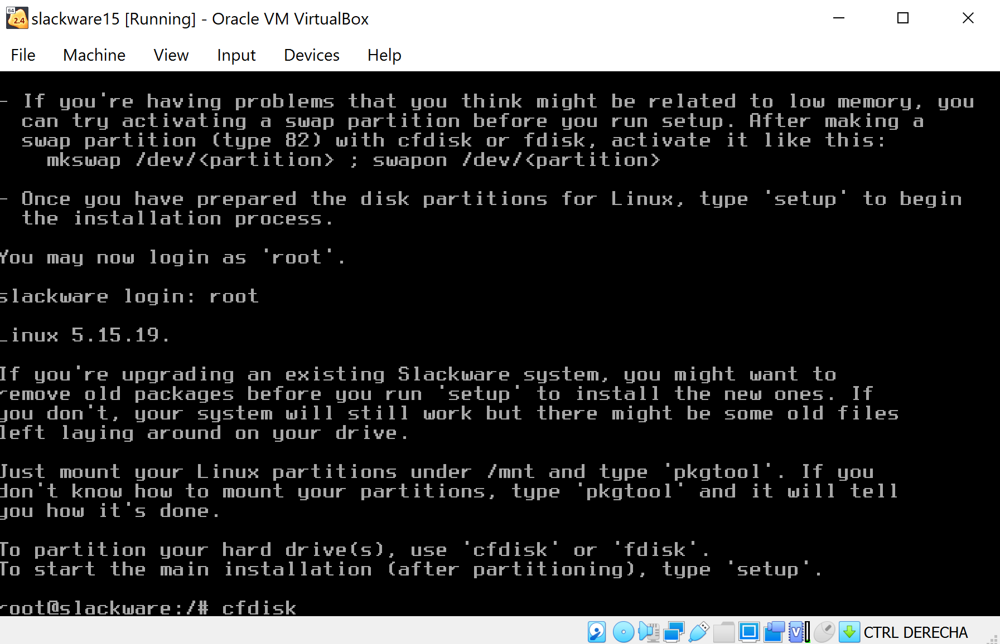 64
2.4
slackware15 [Running] - Oracle VM VirtualBox
File Machine View Input Devices Help
- If you're having problems that you think might be related to low memory, you
can try activating a swap partition before you run setup. After making a
swap partition (type 82) with cfdisk or fdisk, activate it like this:
mkswap /dev/<partition> ; swapon /dev/<partition>
- Once you have prepared the disk partitions for Linux, type 'setup' to begin
the installation process.
You may now login as 'root'.
slackware login: root
Linux 5.15.19.
If you're upgrading an existing Slackware system, you might want to
remove old packages before you run 'setup' to install the new ones. If
you don't, your system will still work but there might be some old files
left laying around on your drive.
Just mount your Linux partitions under /mnt and type 'pkgtool'. If you
don't know how to mount your partitions, type 'pkgtool' and it will tell
you how it's done.
To partition your hard drive(s), use 'cfdisk' or 'fdisk'.
To start the main installation (after partitioning), type 'setup'.
root@slackware:/# cfdisk
V
CTRL DERECHA